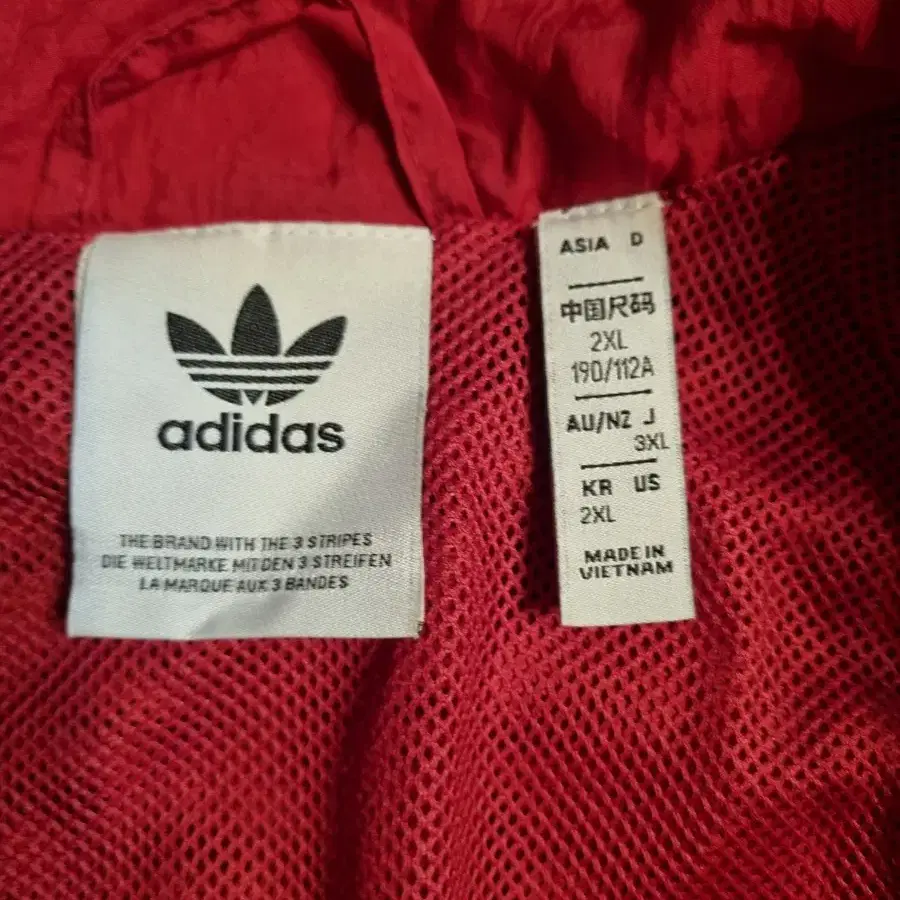 adidas
THE BRAND WITH THE 3 STRIPES
DIE WELTMARKE MIT DEN 3 STREIFEN
LA MARQUE AUX 3 BANDES
ASIA D
中国尺码
2XL
190/112A
AU/NZ J
3XL
KR US
2XL
MADE IN
VIETNAM